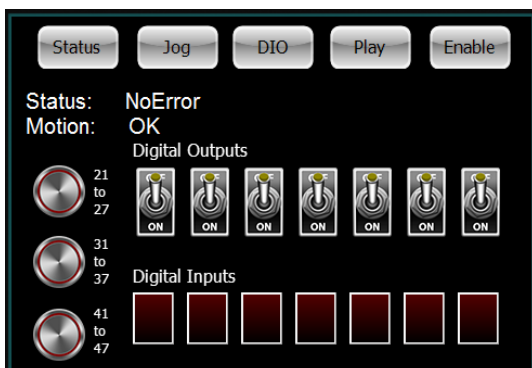 Status Jog DIO Play Enable
Status: NoError
Motion: OK
Digital Outputs
21
to
27
ON ON ON ON ON ON ON
31
to
37
Digital Inputs
41
to
47